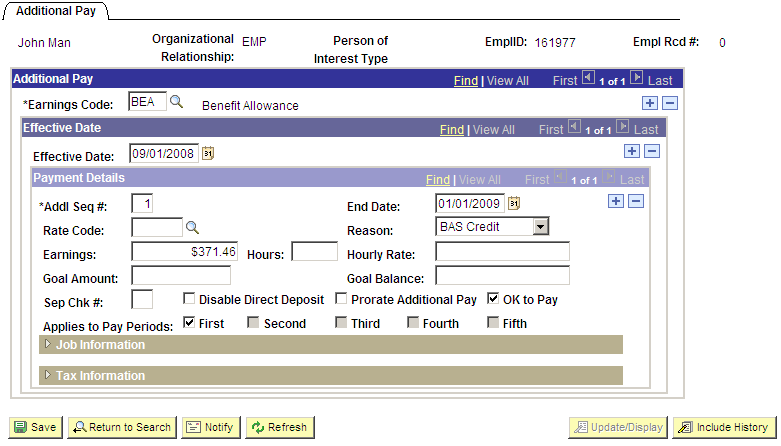 Additional Pay
John Man Organizational Relationship: EMP Person of Interest Type EmplID: 161977 Empl Rcd #: 0
Additional Pay Find | View All First 1 of 1 Last
*Earnings Code: BEA Benefit Allowance
Effective Date Find | View All First 1 of 1 Last
Effective Date: 09/01/2008 31
Payment Details Find | View All First 1 of 1 Last
*Addl Seq #: 1 End Date: 01/01/2009 31
Rate Code: Reason: BAS Credit
Earnings: $371.46 Hours: Hourly Rate:
Goal Amount: Goal Balance:
Sep Chk #: Disable Direct Deposit Prorate Additional Pay OK to Pay
Applies to Pay Periods: First Second Third Fourth Fifth
Job Information
Tax Information
Save Return to Search Notify Refresh Update/Display Include History